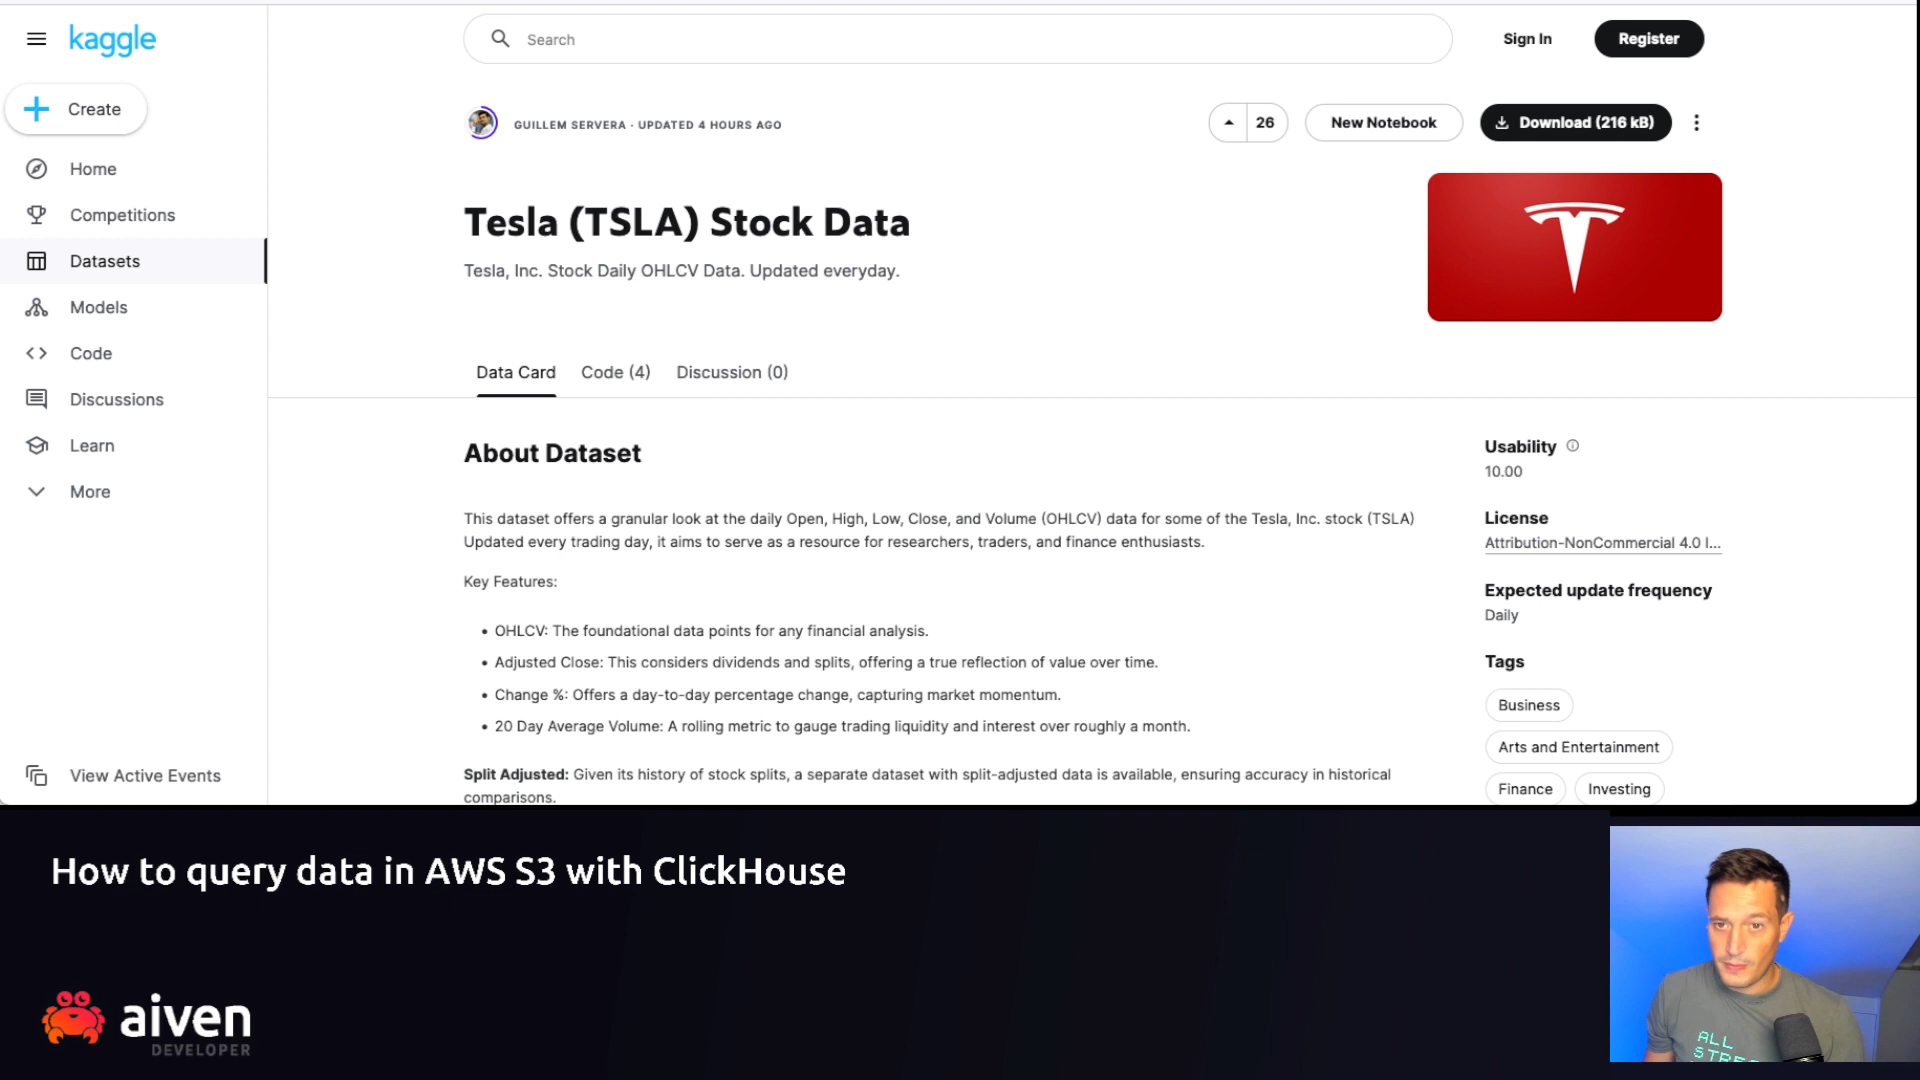 kaggle
Search
Sign In
Register
Create
GUILLEM SERVERA · UPDATED 4 HOURS AGO
26
New Notebook
Download (216 kB)
Home
Competitions
Datasets
Models
Code
Discussions
Learn
More
View Active Events
Tesla (TSLA) Stock Data
Tesla, Inc. Stock Daily OHLCV Data. Updated everyday.
Data Card
Code (4)
Discussion (0)
About Dataset
This dataset offers a granular look at the daily Open, High, Low, Close, and Volume (OHLCV) data for some of the Tesla, Inc. stock (TSLA)
Updated every trading day, it aims to serve as a resource for researchers, traders, and finance enthusiasts.
Key Features:
• OHLCV: The foundational data points for any financial analysis.
• Adjusted Close: This considers dividends and splits, offering a true reflection of value over time.
• Change %: Offers a day-to-day percentage change, capturing market momentum.
• 20 Day Average Volume: A rolling metric to gauge trading liquidity and interest over roughly a month.
Split Adjusted: Given its history of stock splits, a separate dataset with split-adjusted data is available, ensuring accuracy in historical
comparisons.
Usability
10.00
License
Attribution-NonCommercial 4.0 I...
Expected update frequency
Daily
Tags
Business
Arts and Entertainment
Finance
Investing
How to query data in AWS S3 with ClickHouse
aiven
DEVELOPER
ALL